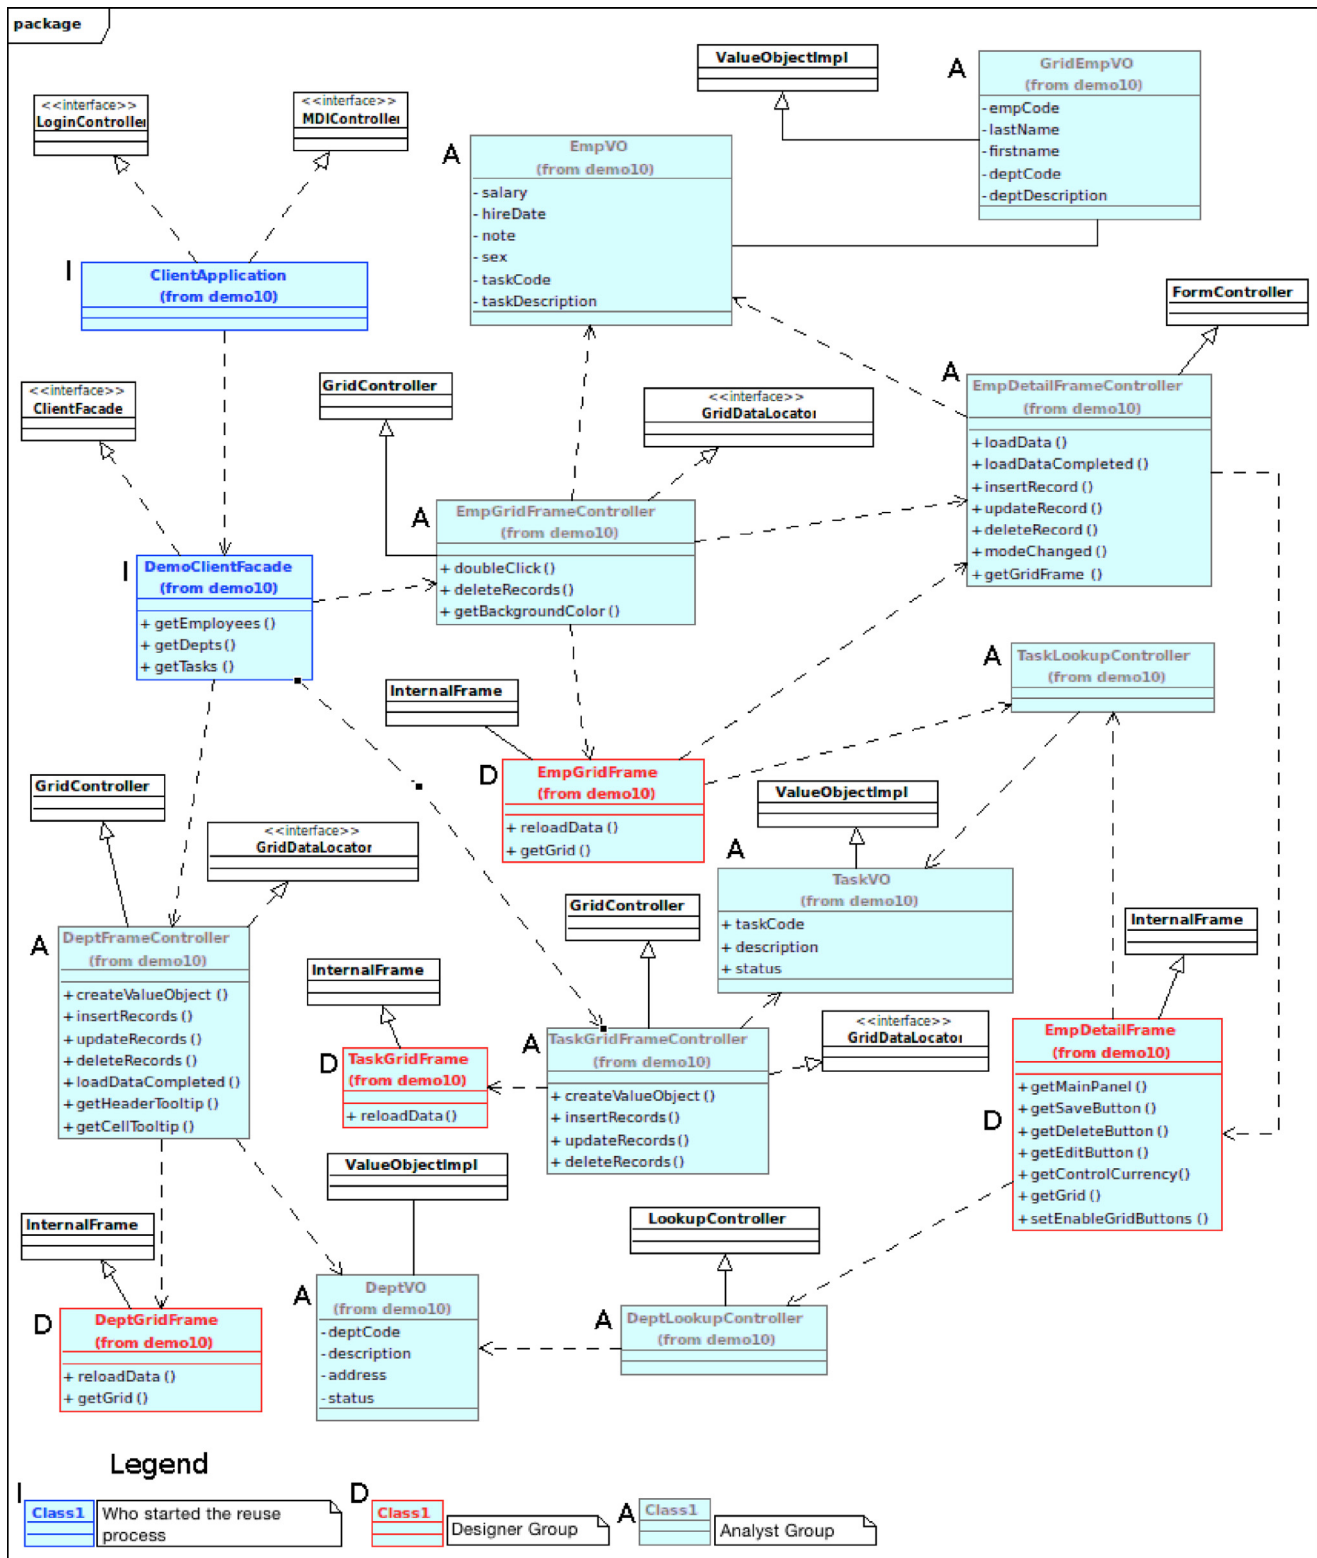 package
ValueObjectImpl
A
GridEmpVO
(from demo10)
-empCode
-lastName
-firstname
-deptCode
-deptDescription
<<interface>>
LoginController
<<interface>>
MDIController
A
EmpVO
(from demo10)
- salary
- hireDate
- note
- sex
- taskCode
- taskDescription
I
ClientApplication
(from demo10)
FormController
<<interface>>
ClientFacade
GridController
<<interface>>
GridDataLocator
A
EmpDetailFrameController
(from demo10)
+loadData ()
+loadDataCompleted ()
+insertRecord ()
+updateRecord ()
+deleteRecord ()
+modeChanged ()
+getGridFrame ()
A
EmpGridFrameController
(from demo10)
+ doubleClick()
+ deleteRecords()
+ getBackgroundColor()
I
DemoClientFacade
(from demo10)
+ getEmployees ()
+ getDepts()
+ getTasks ()
A
TaskLookupController
(from demo10)
InternalFrame
D
EmpGridFrame
(from demo10)
+ reloadData ()
+ getGrid ()
GridController
ValueObjectImpl
<<interface>>
GridDataLocator
A
TaskVO
(from demo10)
+ taskCode
+ description
+ status
GridController
InternalFrame
A
DeptFrameController
(from demo10)
+createValueObject ()
+insertRecords ()
+updateRecords ()
+deleteRecords ()
+loadDataCompleted ()
+getHeaderTooltip ()
+getCellTooltip ()
InternalFrame
D
TaskGridFrame
(from demo10)
+ reloadData ()
A
TaskGridFrameController
(from demo10)
+ createValueObject ()
+ insertRecords()
+ updateRecords()
+ deleteRecords()
<<interface>>
GridDataLocator
D
EmpDetailFrame
(from demo10)
+getMainPanel ()
+getSaveButton ()
+getDeleteButton ()
+getEditButton ()
+getControlCurrency()
+getGrid ()
+setEnableGridButtons ()
ValueObjectImpl
InternalFrame
LookupController
D
DeptGridFrame
(from demo10)
+ reloadData ()
+ getGrid ()
A
DeptVO
(from demo10)
-deptCode
-description
-address
-status
A
DeptLookupController
(from demo10)
Legend
I
Class1
Who started the reuse
process
D
Class1
Designer Group
A
Class1
Analyst Group